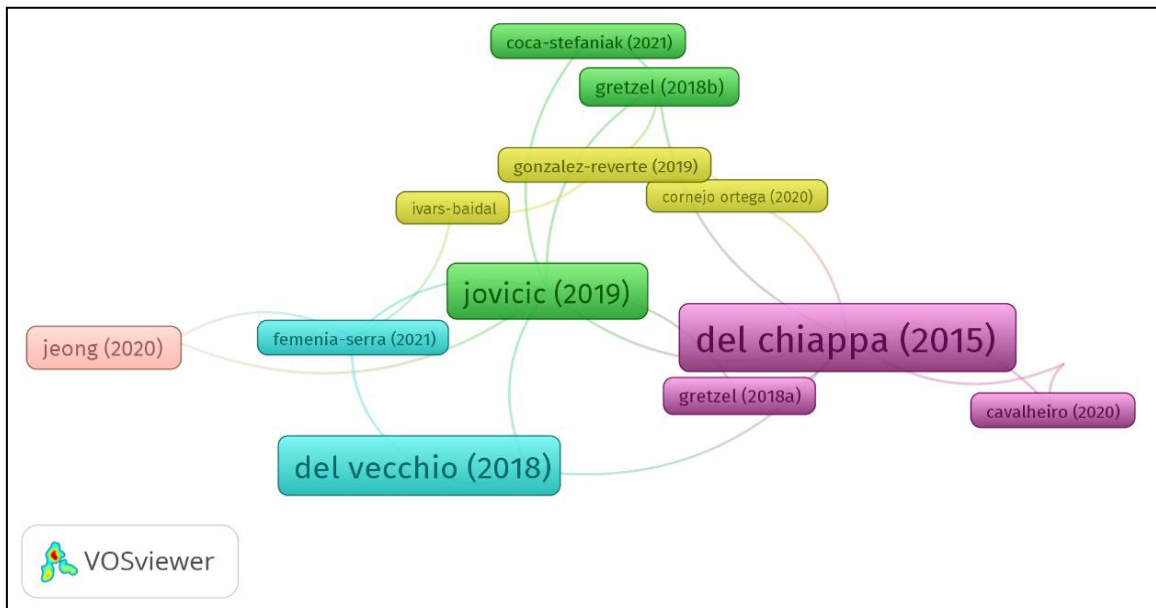 coca-stefaniak (2021)
gretzel (2018b)
gonzalez-reverte (2019)
cornejo ortega (2020)
ivars-baidal
jovicic (2019)
del chiappa (2015)
femenia-serra (2021)
jeong (2020)
gretzel (2018a)
cavalheiro (2020)
del vecchio (2018)
VOSviewer